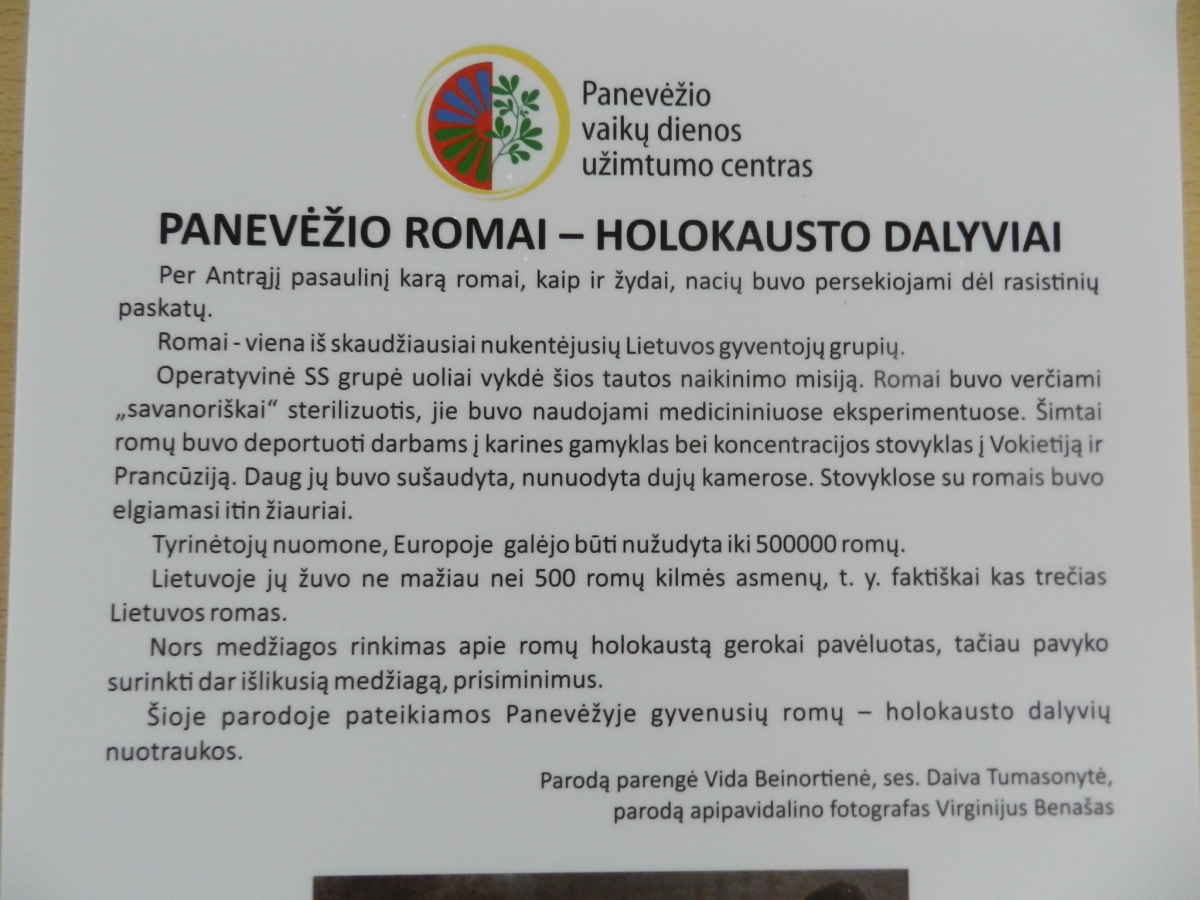 Panevėžio
vaikų dienos
užimtumo centras
PANEVĖŽIO ROMAI – HOLOKAUSTO DALYVIAI
Per Antrąjį pasaulinį karą romai, kaip ir žydai, nacių buvo persekiojami dėl rasistinių
paskatų.
Romai - viena iš skaudžiausiai nukentėjusių Lietuvos gyventojų grupių.
Operatyvinė SS grupė uoliai vykdė šios tautos naikinimo misiją. Romai buvo verčiami
„savanoriškai“ sterilizuotis, jie buvo naudojami medicininiuose eksperimentuose. Šimtai
romų buvo deportuoti darbams į karines gamyklas bei koncentracijos stovyklas į Vokietiją ir
Prancūziją. Daug jų buvo sušaudyta, nunuodyta dujų kamerose. Stovyklose su romais buvo
elgiamasi itin žiauriai.
Tyrinėtojų nuomone, Europoje galėjo būti nužudyta iki 500000 romų.
Lietuvoje jų žuvo ne mažiau nei 500 romų kilmės asmenų, t. y. faktiškai kas trečias
Lietuvos romas.
Nors medžiagos rinkimas apie romų holokaustą gerokai pavėluotas, tačiau pavyko
surinkti dar išlikusią medžiagą, prisiminimus.
Šioje parodoje pateikiamos Panevėžyje gyvenusių romų – holokausto dalyvių
nuotraukos.
Parodą parengė Vida Beinortienė, ses. Daiva Tumasonytė,
parodą apipavidalino fotografas Virginijus Benašas